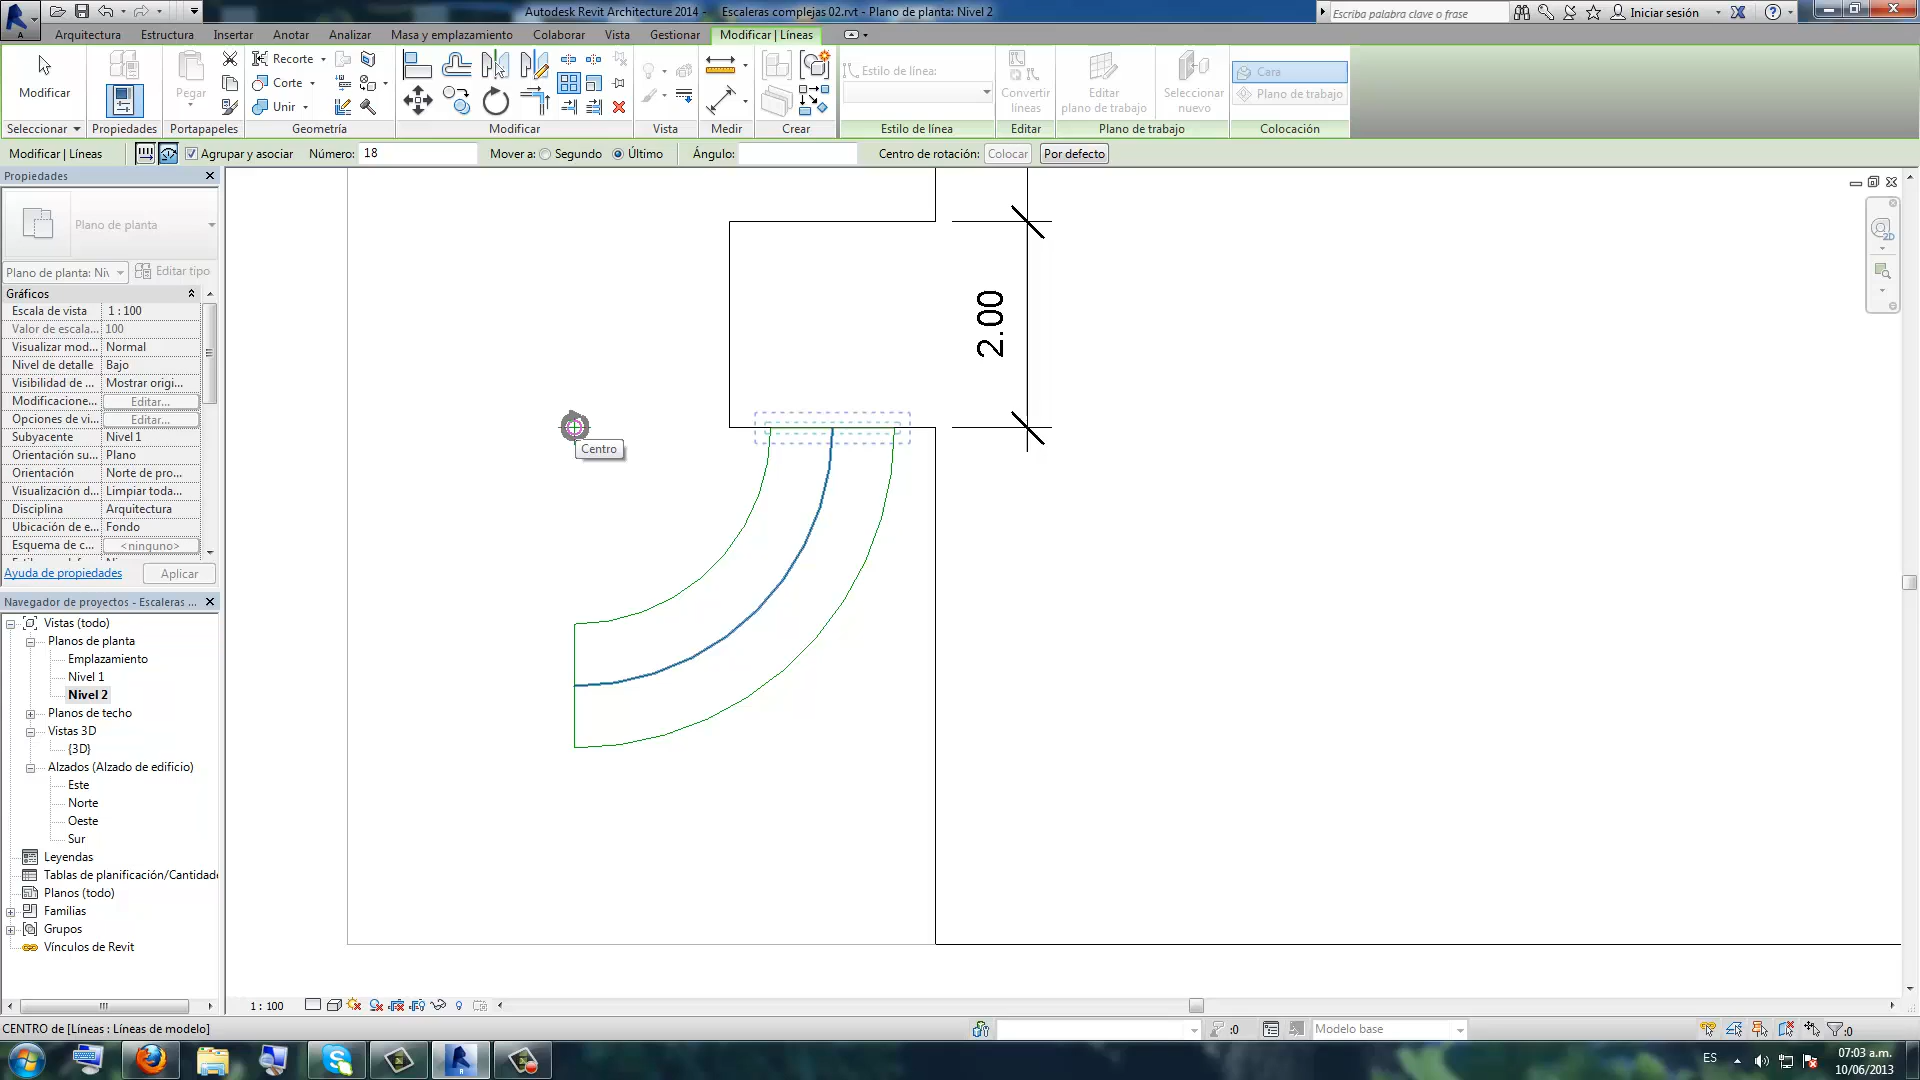 Autodesk Revit Architecture 2014 - Escaleras complejas 02.rvt - Plano de planta: Nivel 2
Escriba palabra clave o frase
Iniciar sesión
Arquitectura Estructura Insertar Anotar Analizar Masa y emplazamiento Colaborar Vista Gestionar Modificar | Líneas
Modificar
Pegar
Recorte
Corte
Unir
Estilo de línea:
Convertir líneas
Editar plano de trabajo
Seleccionar nuevo
Cara
Plano de trabajo
Seleccionar Propiedades Portapapeles Geometría Modificar Vista Medir Crear Estilo de línea Editar Plano de trabajo Colocación
Modificar | Líneas Agrupar y asociar Número: 18 Mover a: Segundo Último Ángulo: Centro de rotación: Colocar Por defecto
Propiedades
Plano de planta
Plano de planta: Niv Editar tipo
Gráficos
Escala de vista 1 : 100
Valor de escala... 100
Visualizar mod... Normal
Nivel de detalle Bajo
Visibilidad de ... Mostrar origi...
Modificacione... Editar...
Opciones de vi... Editar...
Subyacente Nivel 1
Orientación su... Plano
Orientación Norte de pro...
Visualización d... Limpiar toda...
Disciplina Arquitectura
Ubicación de e... Fondo
Esquema de c... <ninguno>
Ayuda de propiedades Aplicar
Navegador de proyectos - Escaleras ...
Vistas (todo)
Planos de planta
Emplazamiento
Nivel 1
Nivel 2
Planos de techo
Vistas 3D
{3D}
Alzados (Alzado de edificio)
Este
Norte
Oeste
Sur
Leyendas
Tablas de planificación/Cantidade
Planos (todo)
Familias
Grupos
Vínculos de Revit
2.00
Centro
2D
1 : 100
CENTRO de [Líneas : Líneas de modelo]
:0
Modelo base
:0
ES
07:03 a.m.
10/06/2013